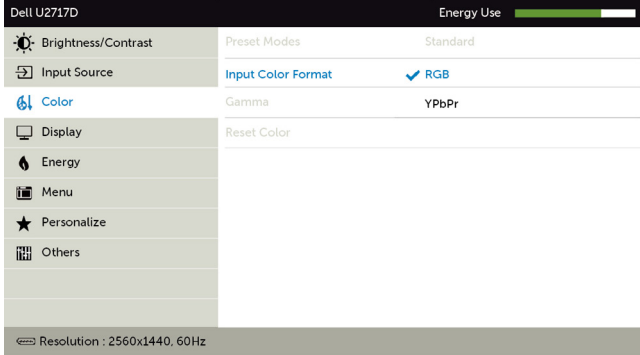 Dell U2717D Energy Use
Brightness/Contrast Preset Modes Standard
Input Source Input Color Format RGB
Color Gamma YPbPr
Display Reset Color
Energy
Menu
Personalize
Others
Resolution : 2560x1440, 60Hz